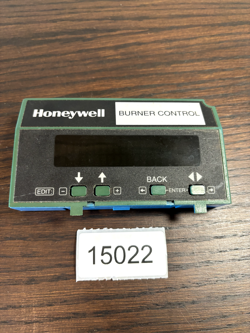 Honeywell
BURNER CONTROL
BACK
EDIT
ENTER
15022